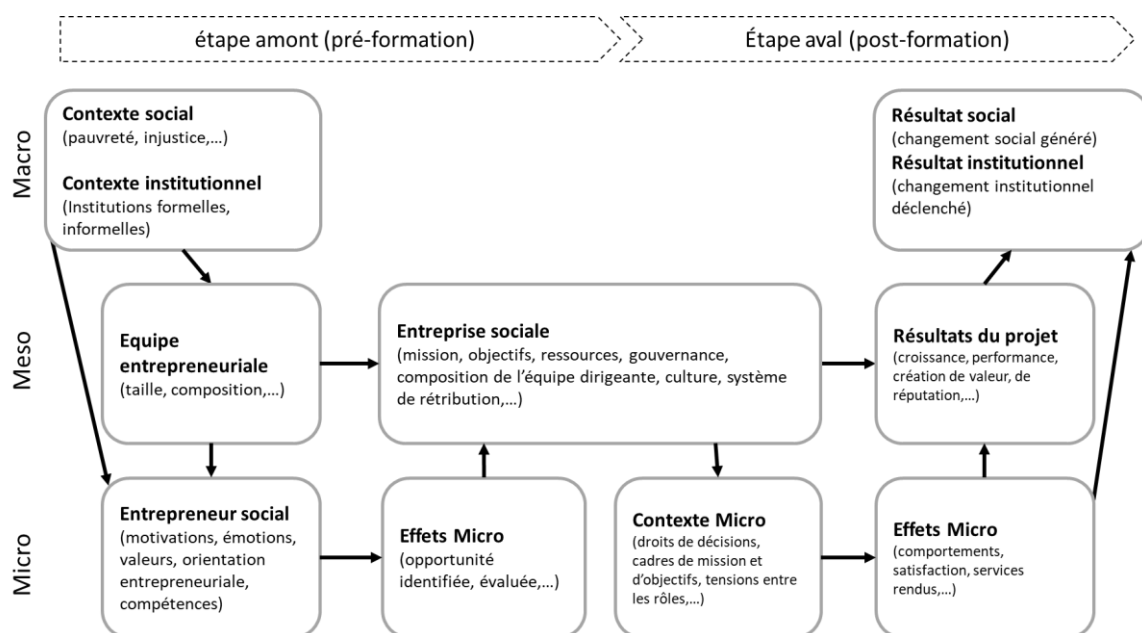 étape amont (pré-formation)
Étape aval (post-formation)
Macro
Contexte social
(pauvreté, injustice,...)
Contexte institutionnel
(Institutions formelles,
informelles)
Résultat social
(changement social généré)
Résultat institutionnel
(changement institutionnel
déclenché)
Meso
Equipe
entrepreneuriale
(taille, composition,...)
Entreprise sociale
(mission, objectifs, ressources, gouvernance,
composition de l'équipe dirigeante, culture, système
de rétribution,...)
Résultats du projet
(croissance, performance,
création de valeur, de
réputation,...)
Micro
Entrepreneur social
(motivations, émotions,
valeurs, orientation
entrepreneuriale,
compétences)
Effets Micro
(opportunité
identifiée, évaluée,...)
Contexte Micro
(droits de décisions,
cadres de mission et
d'objectifs, tensions entre
les rôles,...)
Effets Micro
(comportements,
satisfaction, services
rendus,...)